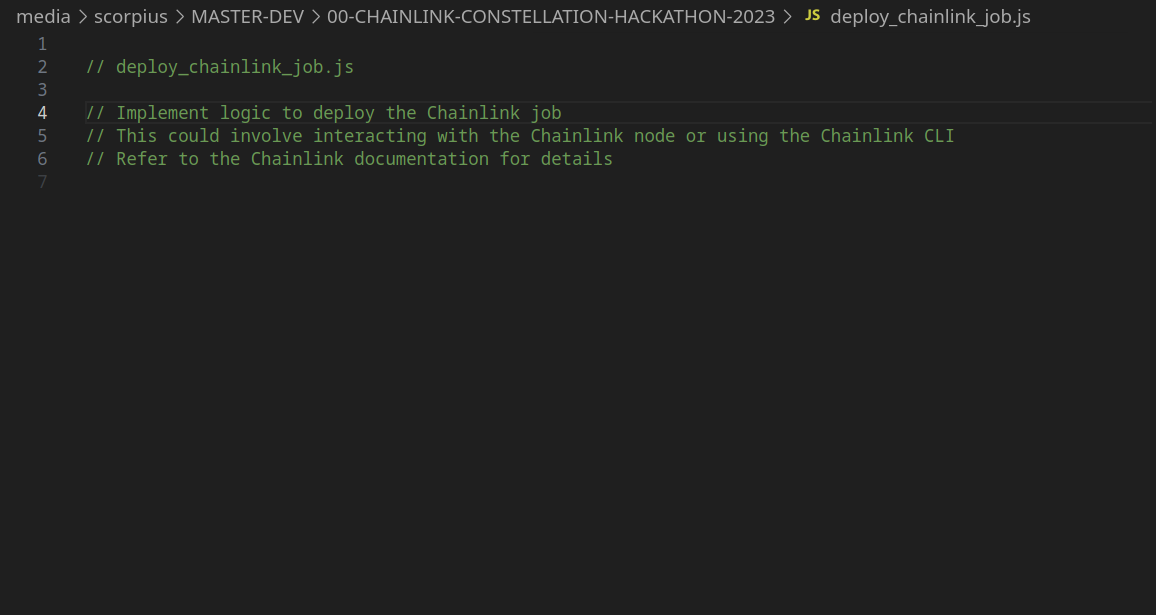 media > scorpius > MASTER-DEV > 00-CHAINLINK-CONSTELLATION-HACKATHON-2023 > JS deploy_chainlink_job.js
1
2 // deploy_chainlink_job.js
3
4 // Implement logic to deploy the Chainlink job
5 // This could involve interacting with the Chainlink node or using the Chainlink CLI
6 // Refer to the Chainlink documentation for details
7